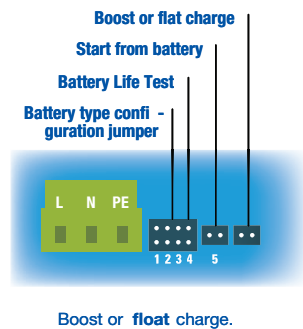 Boost or flat charge
Start from battery
Battery Life Test
Battery type confi -
guration jumper
L N PE
1 2 3 4 5
Boost or float charge.